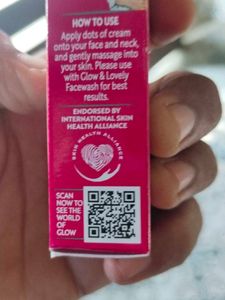 HOW TO USE
Apply dots of cream
onto your face and neck,
and gently massage into
your skin. Please use
with Glow & Lovely
Facewash for best
results.
ENDORSED BY
INTERNATIONAL SKIN
HEALTH ALLIANCE
SKIN HEALTH ALLIANCE
SCAN
NOW TO
SEE THE
WORLD
OF
GLOW